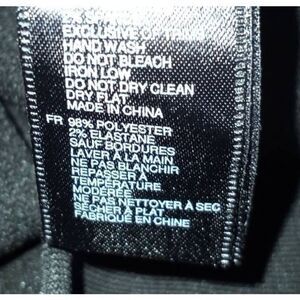 EXCLUSIVE OF TRIM
HAND WASH
DO NOT BLEACH
IRON LOW
DO NOT DRY CLEAN
DRY FLAT
MADE IN CHINA
FR 98% POLYESTER
2% ELASTANE
SAUF BORDURES
LAVER À LA MAIN
NE PAS BLANCHIR
REPASSER À
TEMPÉRATURE
MODÉRÉE
NE PAS NETTOYER À SEC
SÉCHER À PLAT
FABRIQUÉ EN CHINE